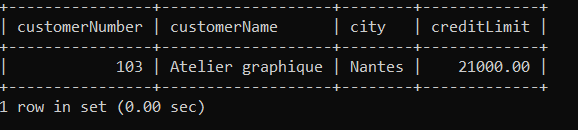 +----------------+-------------------+--------+-------------+
| customerNumber | customerName      | city   | creditLimit |
+----------------+-------------------+--------+-------------+
|            103 | Atelier graphique | Nantes |    21000.00 |
+----------------+-------------------+--------+-------------+
1 row in set (0.00 sec)